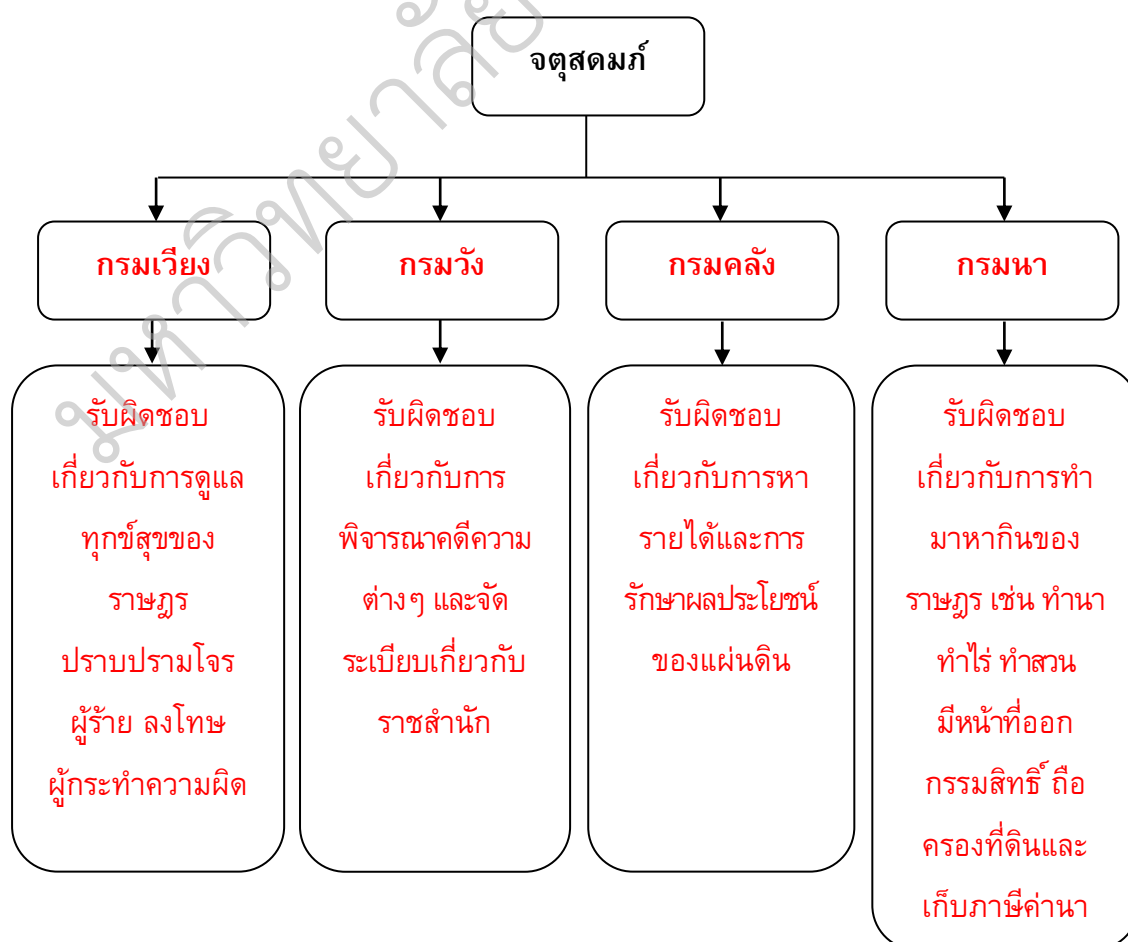 จตุสดมภ์
กรมเวียง
กรมวัง
กรมคลัง
กรมนา
รับผิดชอบ
เกี่ยวกับการดูแล
ทุกข์สุขของ
ราษฎร
ปราบปรามโจร
ผู้ร้าย ลงโทษ
ผู้กระทำความผิด
รับผิดชอบ
เกี่ยวกับการ
พิจารณาคดีความ
ต่างๆ และจัด
ระเบียบเกี่ยวกับ
ราชสำนัก
รับผิดชอบ
เกี่ยวกับการหา
รายได้และการ
รักษาผลประโยชน์
ของแผ่นดิน
รับผิดชอบ
เกี่ยวกับการทำ
มาหากินของ
ราษฎร เช่น ทำนา
ทำไร่ ทำสวน
มีหน้าที่ออก
กรรมสิทธิ์ ถือ
ครองที่ดินและ
เก็บภาษีค่านา
มหาวิทยาลัย